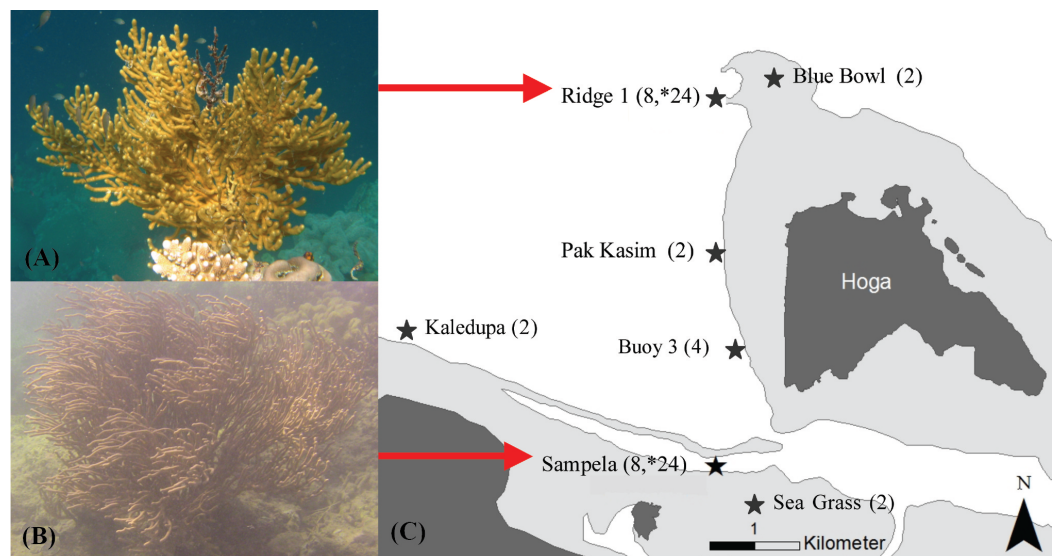 (A)
(B)
(C)
Blue Bowl (2)
Ridge 1 (8,*24)
Pak Kasim (2)
Hoga
Kaledupa (2)
Buoy 3 (4)
Sampela (8,*24)
Sea Grass (2)
N
1
Kilometer